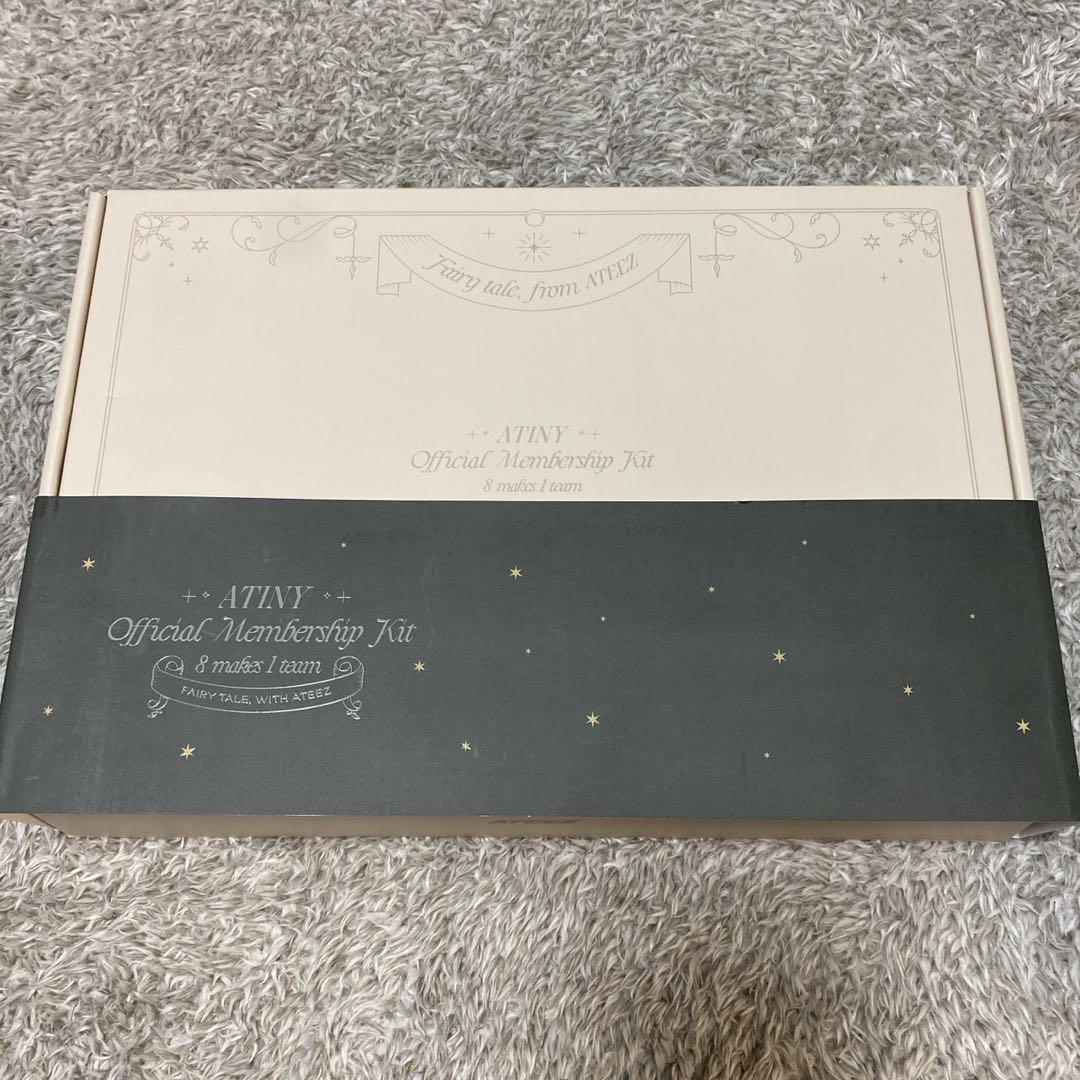 Fairy tale, from ATEEZ
ATINY
Official Membership Kit
8 makes 1 team
ATINY
Official Membership Kit
8 makes 1 team
FAIRY TALE, WITH ATEEZ
ATEEZ